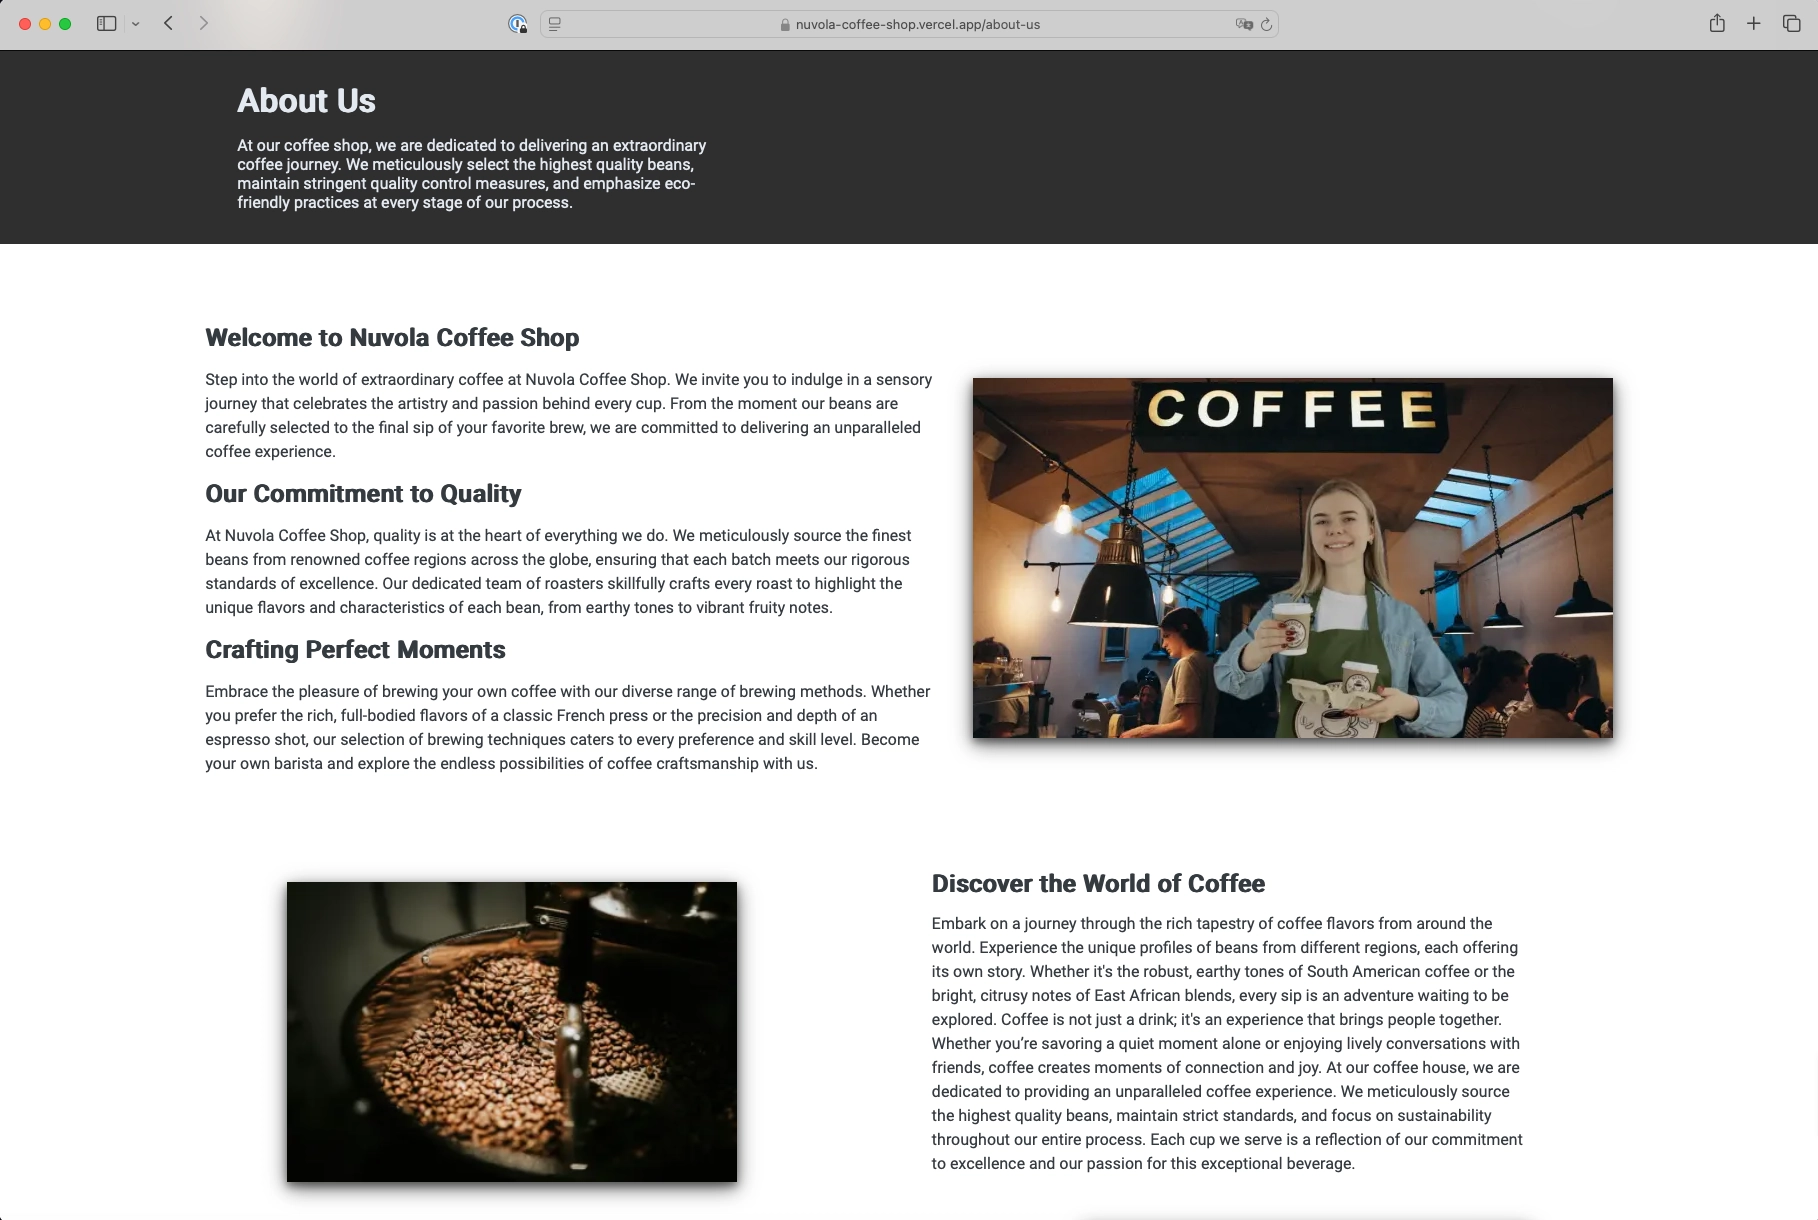 nuvola-coffee-shop.vercel.app/about-us
About Us
At our coffee shop, we are dedicated to delivering an extraordinary
coffee journey. We meticulously select the highest quality beans,
maintain stringent quality control measures, and emphasize eco-
friendly practices at every stage of our process.
Welcome to Nuvola Coffee Shop
Step into the world of extraordinary coffee at Nuvola Coffee Shop. We invite you to indulge in a sensory
journey that celebrates the artistry and passion behind every cup. From the moment our beans are
carefully selected to the final sip of your favorite brew, we are committed to delivering an unparalleled
coffee experience.
Our Commitment to Quality
At Nuvola Coffee Shop, quality is at the heart of everything we do. We meticulously source the finest
beans from renowned coffee regions across the globe, ensuring that each batch meets our rigorous
standards of excellence. Our dedicated team of roasters skillfully crafts every roast to highlight the
unique flavors and characteristics of each bean, from earthy tones to vibrant fruity notes.
Crafting Perfect Moments
Embrace the pleasure of brewing your own coffee with our diverse range of brewing methods. Whether
you prefer the rich, full-bodied flavors of a classic French press or the precision and depth of an
espresso shot, our selection of brewing techniques caters to every preference and skill level. Become
your own barista and explore the endless possibilities of coffee craftsmanship with us.
COFFEE
Discover the World of Coffee
Embark on a journey through the rich tapestry of coffee flavors from around the
world. Experience the unique profiles of beans from different regions, each offering
its own story. Whether it's the robust, earthy tones of South American coffee or the
bright, citrusy notes of East African blends, every sip is an adventure waiting to be
explored. Coffee is not just a drink; it's an experience that brings people together.
Whether you’re savoring a quiet moment alone or enjoying lively conversations with
friends, coffee creates moments of connection and joy. At our coffee house, we are
dedicated to providing an unparalleled coffee experience. We meticulously source
the highest quality beans, maintain strict standards, and focus on sustainability
throughout our entire process. Each cup we serve is a reflection of our commitment
to excellence and our passion for this exceptional beverage.